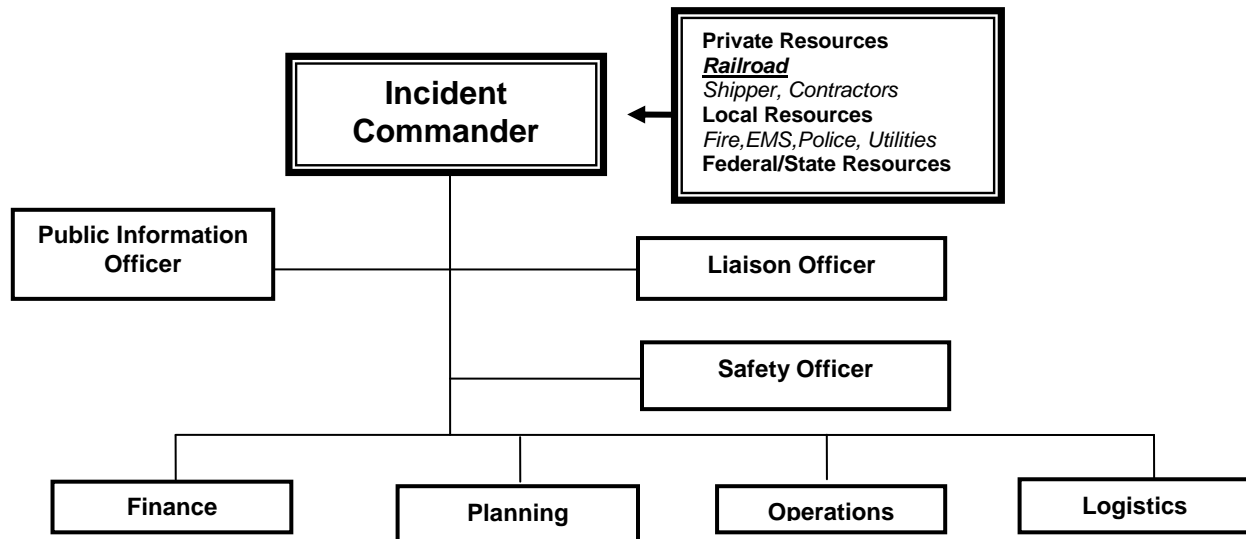 Incident
Commander
Private Resources
Railroad
Shipper, Contractors
Local Resources
Fire,EMS,Police, Utilities
Federal/State Resources
Public Information
Officer
Liaison Officer
Safety Officer
Finance
Planning
Operations
Logistics